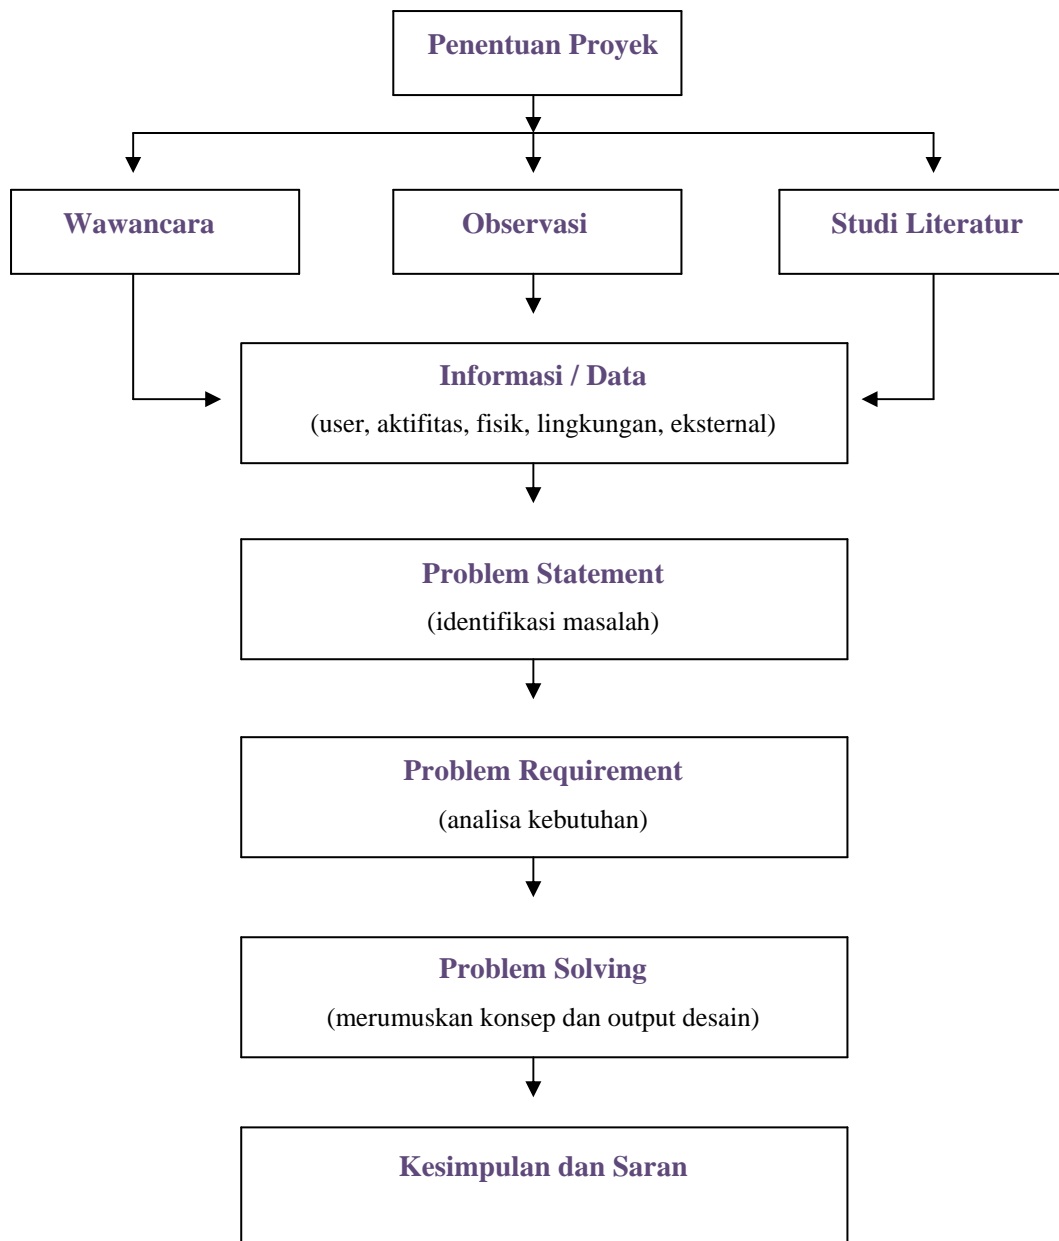 Penentuan Proyek
Wawancara
Observasi
Studi Literatur
Informasi / Data
(user, aktifitas, fisik, lingkungan, eksternal)
Problem Statement
(identifikasi masalah)
Problem Requirement
(analisa kebutuhan)
Problem Solving
(merumuskan konsep dan output desain)
Kesimpulan dan Saran